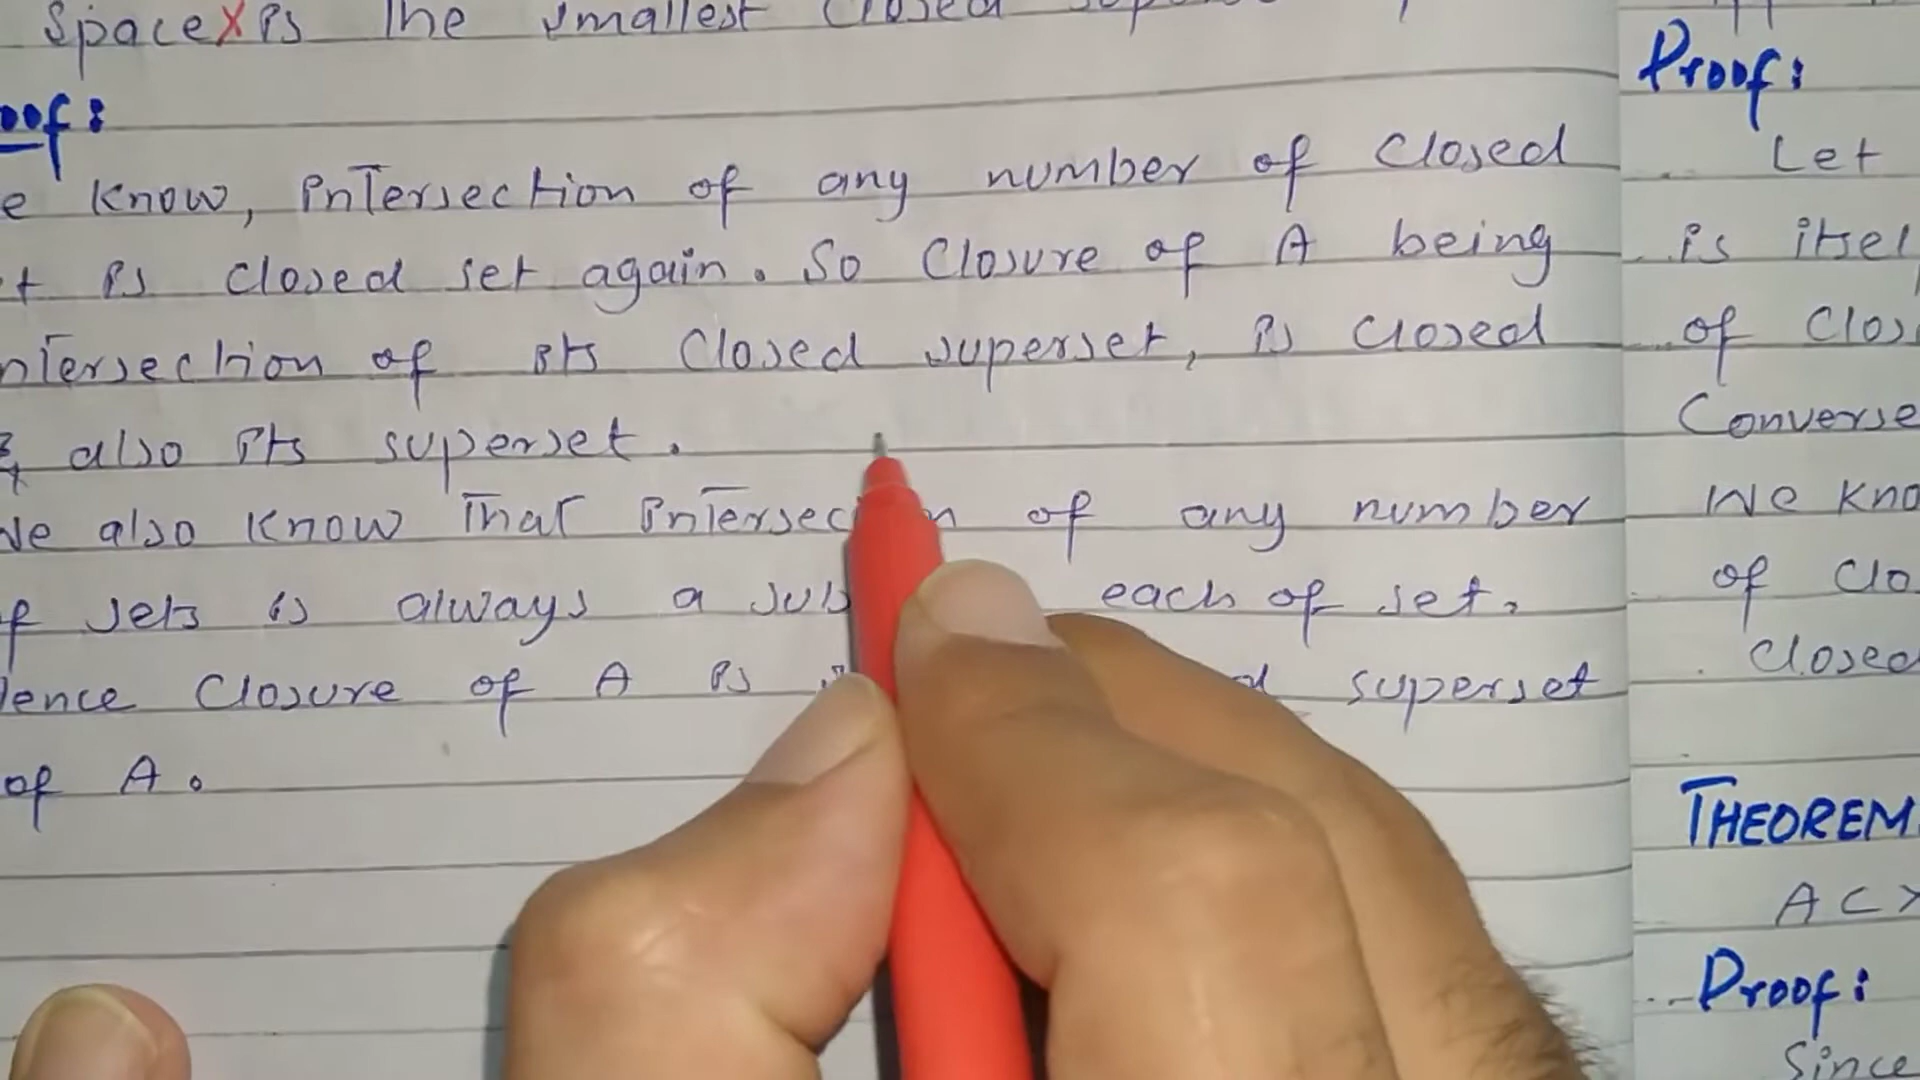 Space X is the smallest closed
oof:
e know, intersection of any number of closed
t is closed set again. So closure of A being
ntersection of its closed superset, is closed
& also its superset.
We also know that intersec n of any number
f sets is always a sub each of set.
ence closure of A is superset
of A.
Proof:
Let
is itsel
of clos
Converse
We kno
of clo
closed
THEOREM
A ⊂ X
Proof:
Since